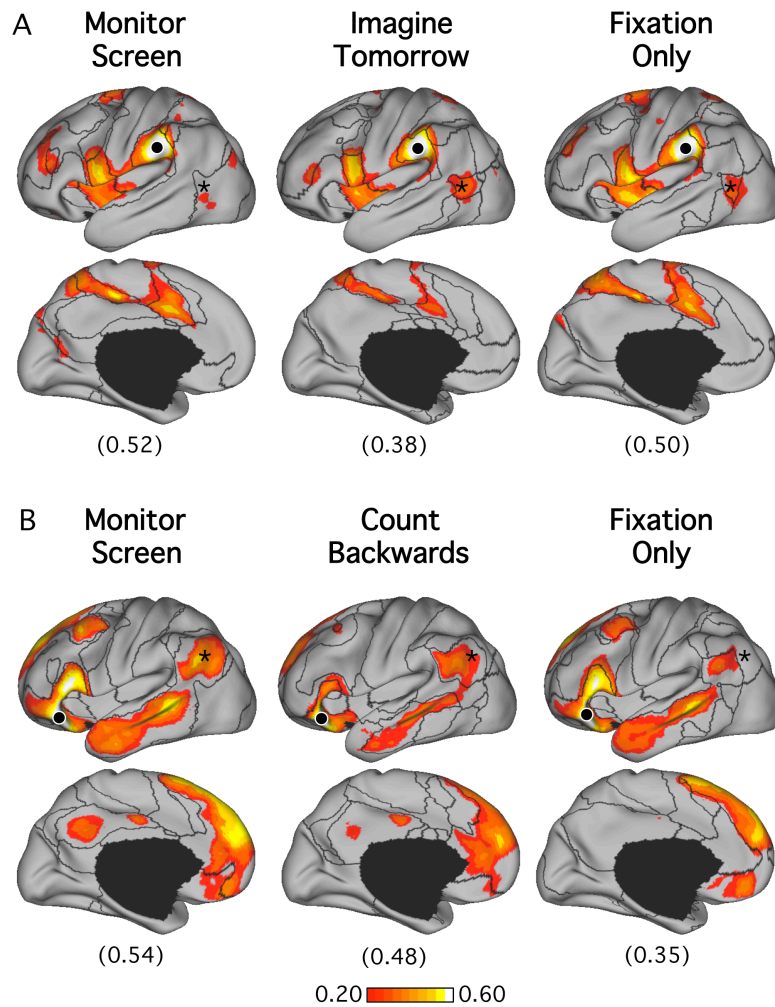 A
Monitor Imagine Fixation
Screen Tomorrow Only
*
*
*
(0.52) (0.38) (0.50)
B
Monitor Count Fixation
Screen Backwards Only
*
*
*
(0.54) (0.48) (0.35)
0.20 0.60